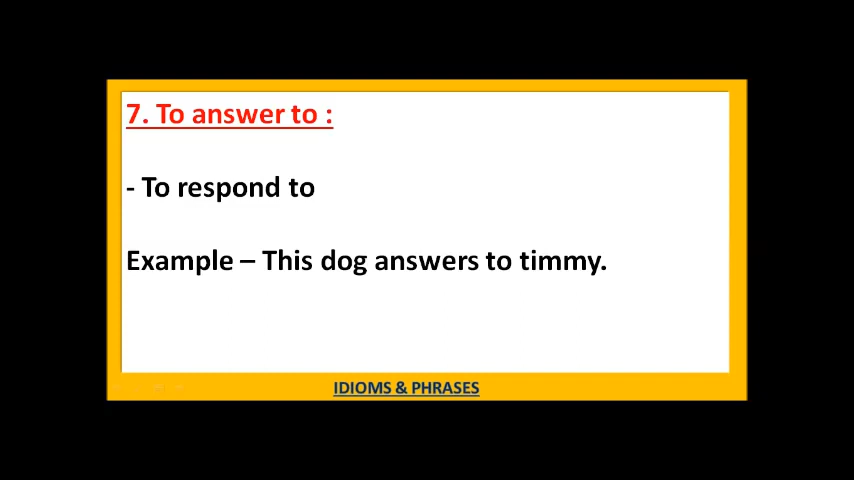 7. To answer to :
- To respond to
Example – This dog answers to timmy.
IDIOMS & PHRASES